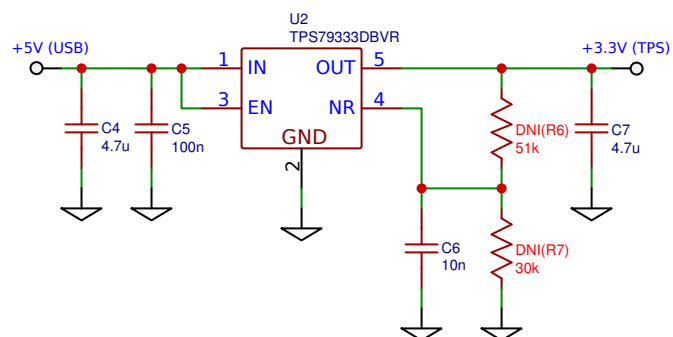 U2
TPS79333DBVR
+5V (USB)
+3.3V (TPS)
1 IN OUT 5
3 EN NR 4
GND
2
C4
4.7u
C5
100n
DNI(R6)
51k
C7
4.7u
C6
10n
DNI(R7)
30k